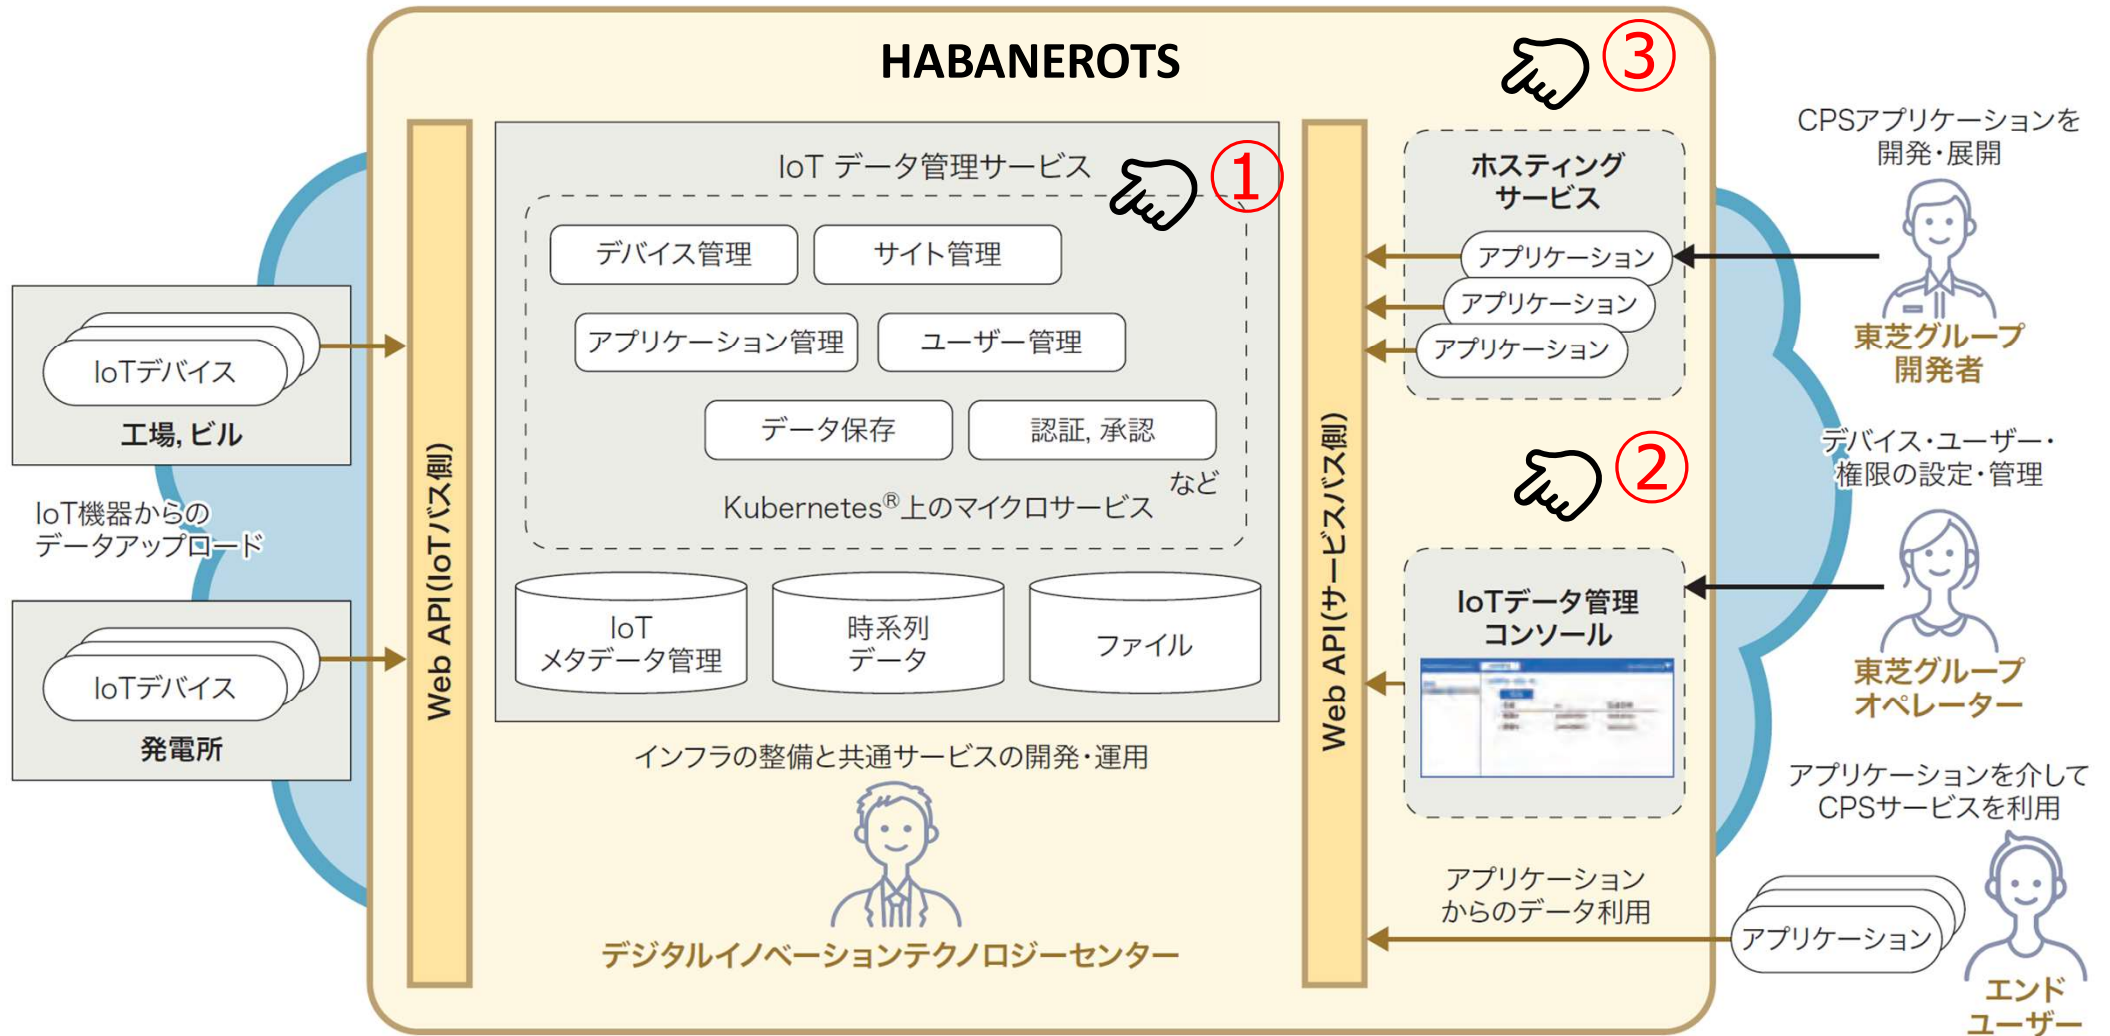 HABANEROTS
③
IoT データ管理サービス
①
デバイス管理
サイト管理
アプリケーション管理
ユーザー管理
データ保存
認証, 承認
など
Kubernetes®上のマイクロサービス
IoT
メタデータ管理
時系列
データ
ファイル
インフラの整備と共通サービスの開発・運用
デジタルイノベーションテクノロジーセンター
Web API(IoTバス側)
Web API(サービスバス側)
IoTデバイス
工場, ビル
IoT機器からの
データアップロード
IoTデバイス
発電所
ホスティング
サービス
アプリケーション
アプリケーション
アプリケーション
②
IoTデータ管理
コンソール
アプリケーション
からのデータ利用
CPSアプリケーションを
開発・展開
東芝グループ
開発者
デバイス・ユーザー・
権限の設定・管理
東芝グループ
オペレーター
アプリケーションを介して
CPSサービスを利用
アプリケーション
エンド
ユーザー